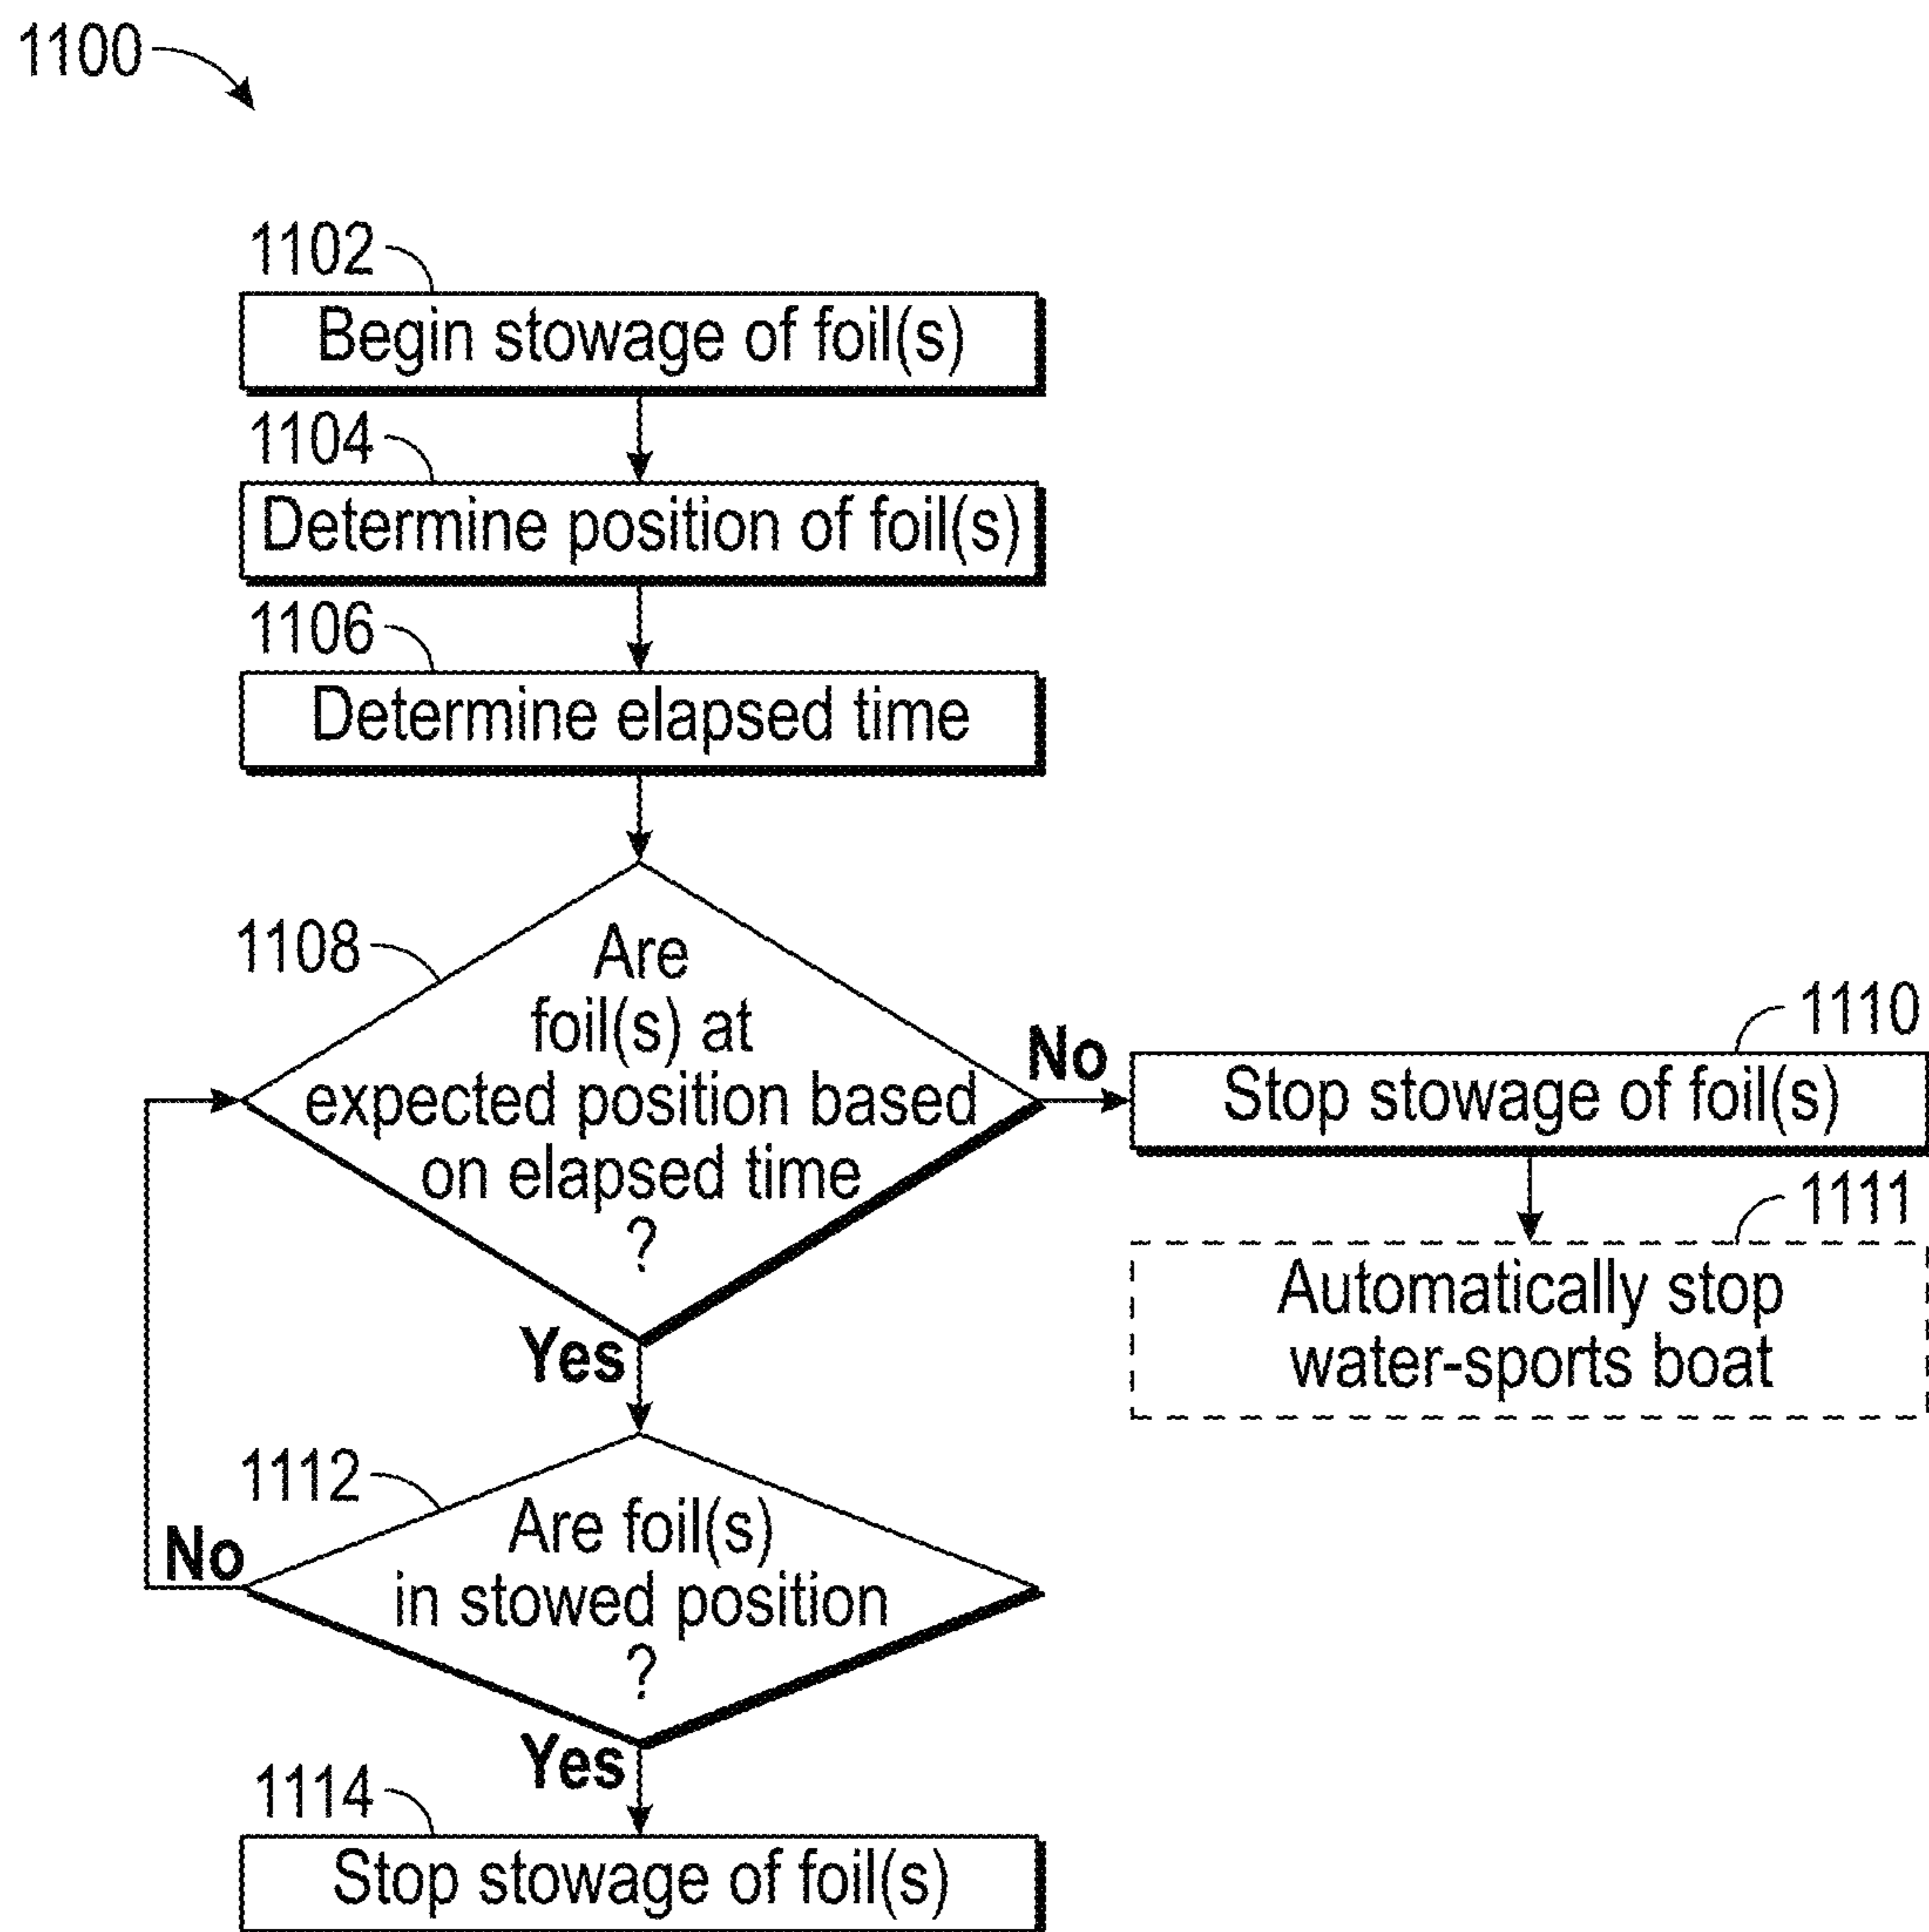 1100
1102
Begin stowage of foil(s)
1104
Determine position of foil(s)
1106
Determine elapsed time
1108
Are
foil(s) at
expected position based
on elapsed time
?
No
1110
Stop stowage of foil(s)
1111
Automatically stop
water-sports boat
Yes
1112
Are foil(s)
in stowed position
?
No
Yes
1114
Stop stowage of foil(s)